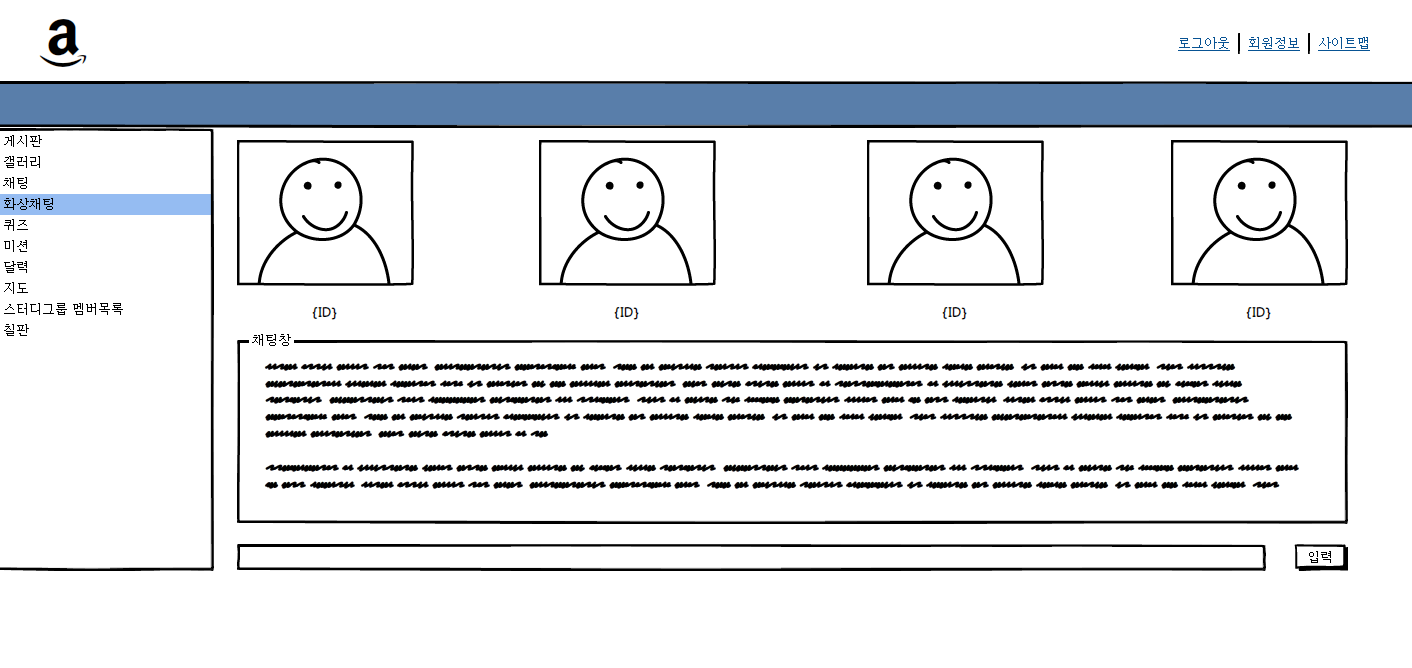 a
로그아웃 | 회원정보 | 사이트맵
게시판
갤러리
채팅
화상채팅
퀴즈
미션
달력
지도
스터디그룹 멤버목록
칠판
{ID} {ID} {ID} {ID}
채팅창
입력